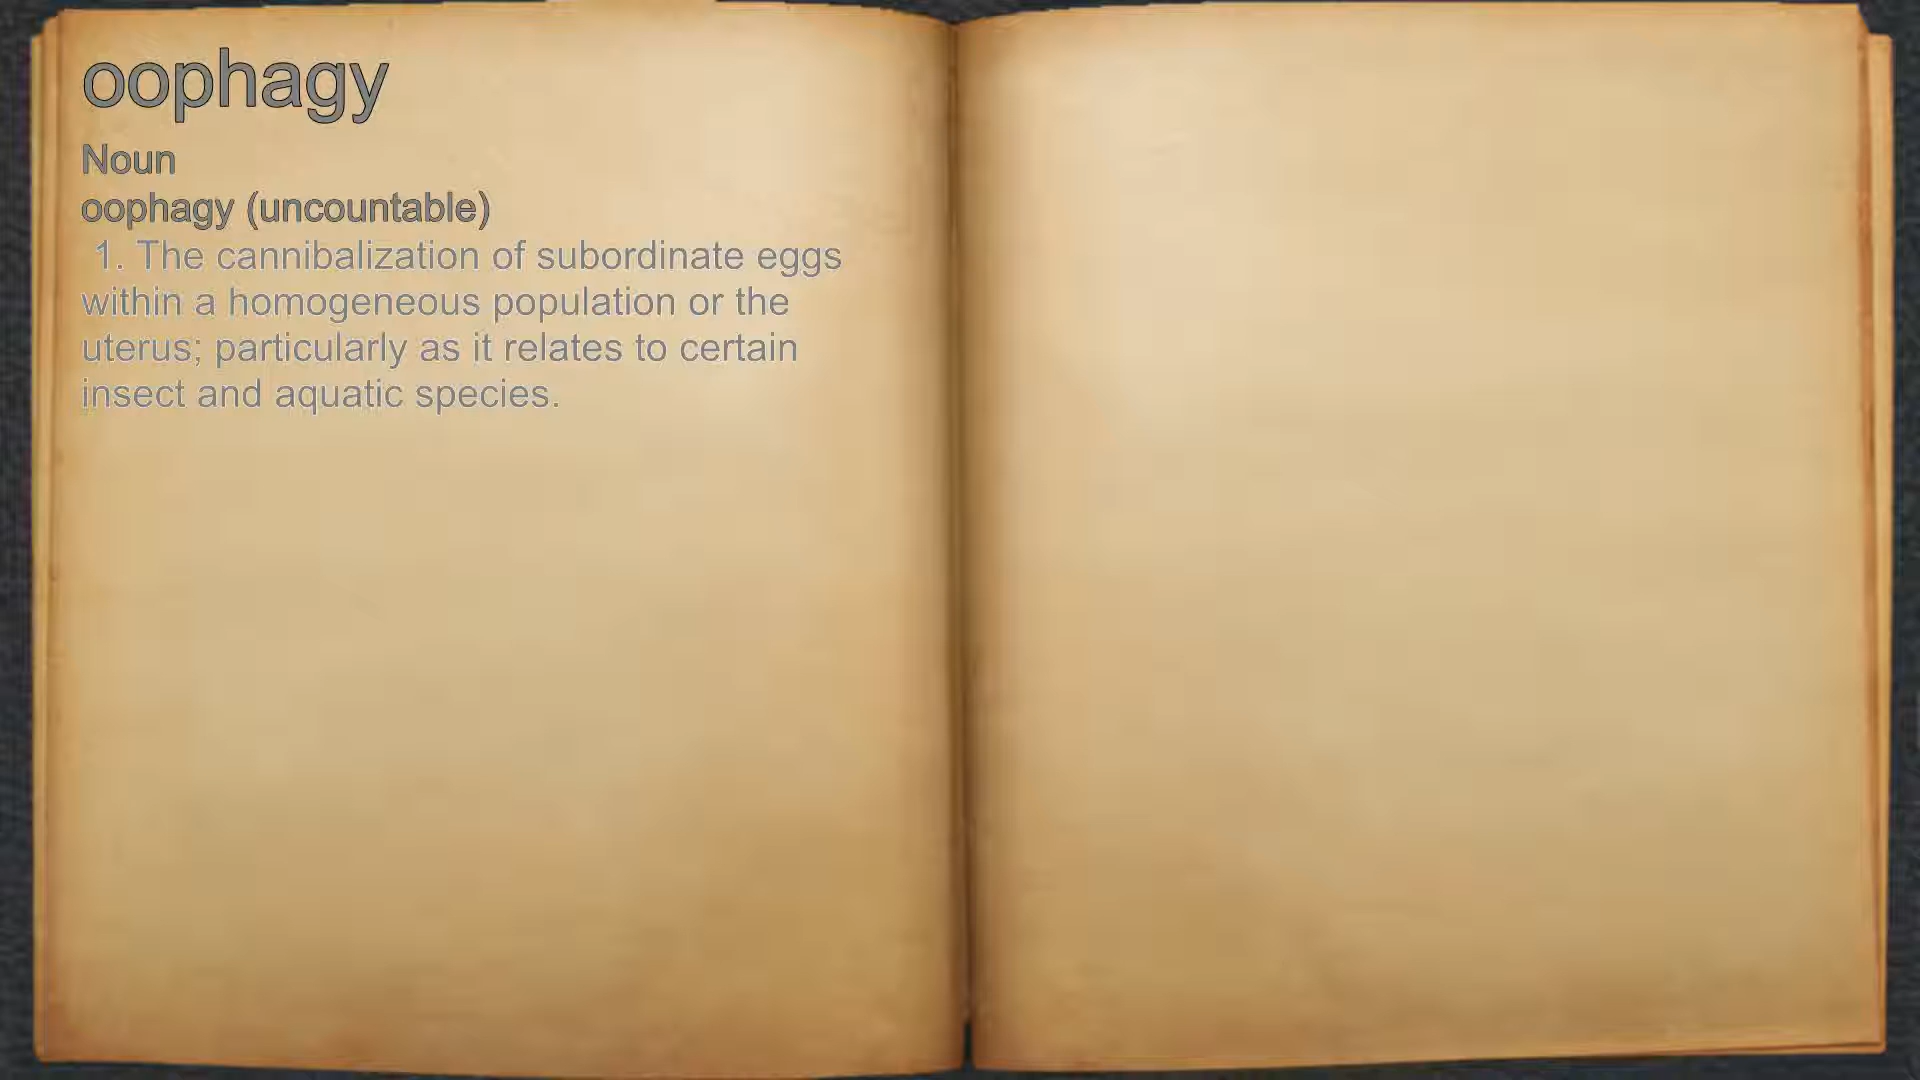 oophagy
Noun
oophagy (uncountable)
1. The cannibalization of subordinate eggs
within a homogeneous population or the
uterus; particularly as it relates to certain
insect and aquatic species.